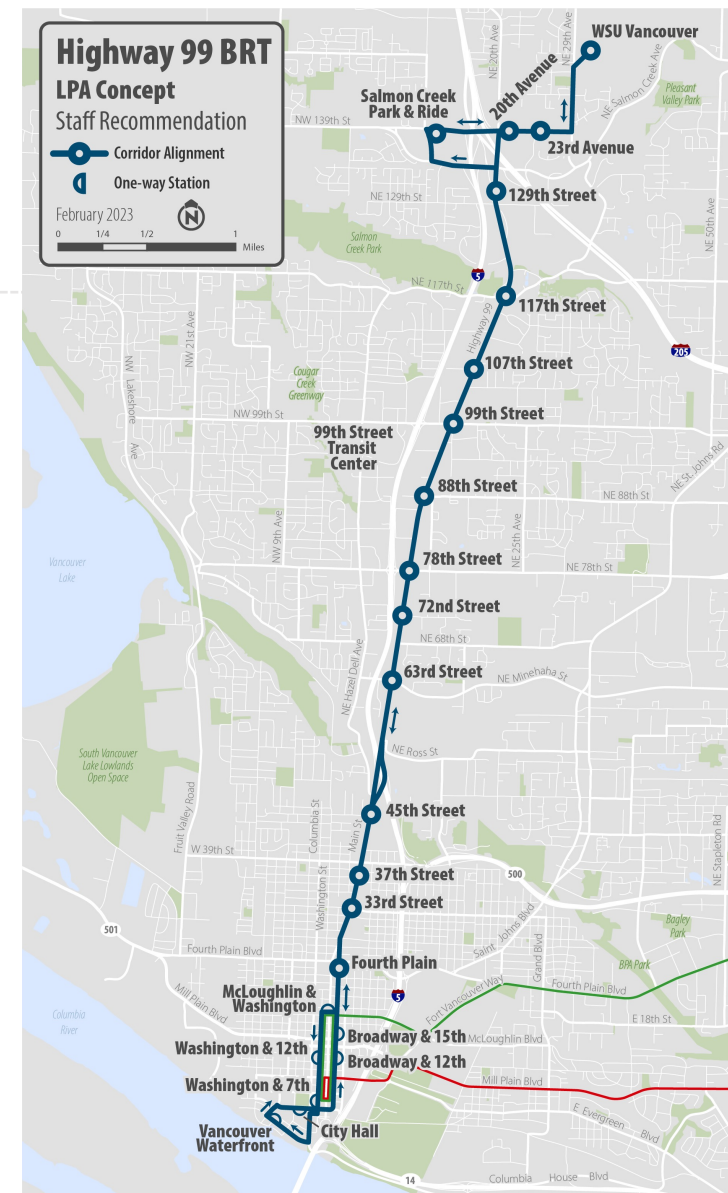 Highway 99 BRT
LPA Concept
Staff Recommendation
Corridor Alignment
One-way Station
February 2023
N
0 1/4 1/2 1
Miles
WSU Vancouver
NE 20th Ave
NE 29th Ave
NE Salmon Creek Ave
Pleasant
Valley Park
Salmon Creek
Park & Ride
20th Avenue
NW 139th St
23rd Avenue
NE 129th St
129th Street
NE 50th Ave
Salmon
Creek Park
5
NE 117th St
117th Street
Highway 99
205
NW 21st Ave
NW Lakeshore Ave
107th Street
Cougar
Creek
Greenway
NW 99th St
99th Street
99th Street
Transit
Center
NE St. Johns Rd
88th Street
NE 88th St
NW 9th Ave
NE 25th Ave
Vancouver
Lake
78th Street
NE 78th St
72nd Street
NE 68th St
NE Hazel Dell Ave
63rd Street
NE Minehaha St
NE Ross St
South Vancouver
Lake Lowlands
Open Space
Fruit Valley Road
Columbia St
Main St
45th Street
NE Stapleton Rd
W 39th St
37th Street
500
Washington St
33rd Street
501
Saint Johns Blvd
Grand Blvd
Bagley
Park
Fourth Plain Blvd
Fourth Plain
BPA Park
Mill Plain Blvd
McLoughlin &
Washington
5
Fort Vancouver Way
Fourth Plain Blvd
Columbia
River
E 18th St
Broadway & 15th
McLoughlin Blvd
Washington & 12th
Broadway & 12th
Washington & 7th
Mill Plain Blvd
City Hall
E Evergreen Blvd
Vancouver
Waterfront
14
Columbia House Blvd